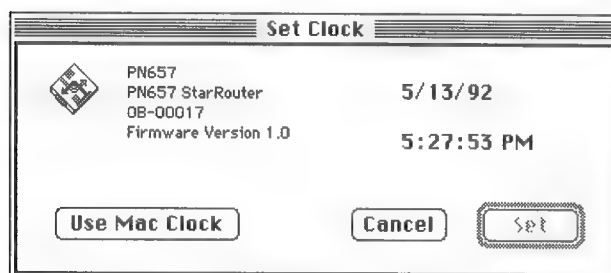 Set Clock
PN657
PN657 StarRouter
0B-00017
Firmware Version 1.0
5/13/92
5:27:53 PM
Use Mac Clock
Cancel
Set